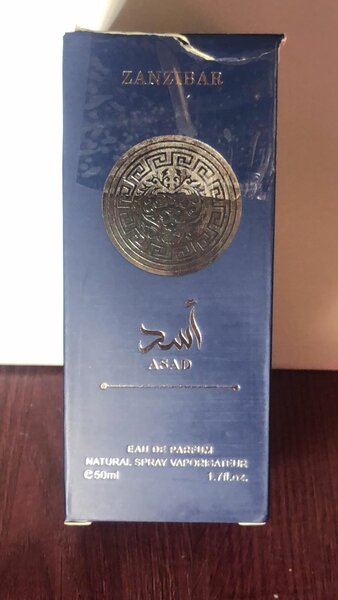 ZANZIBAR
أسد
ASAD
EAU DE PARFUM
NATURAL SPRAY VAPORISATEUR
℮50ml 1.7fl.oz.